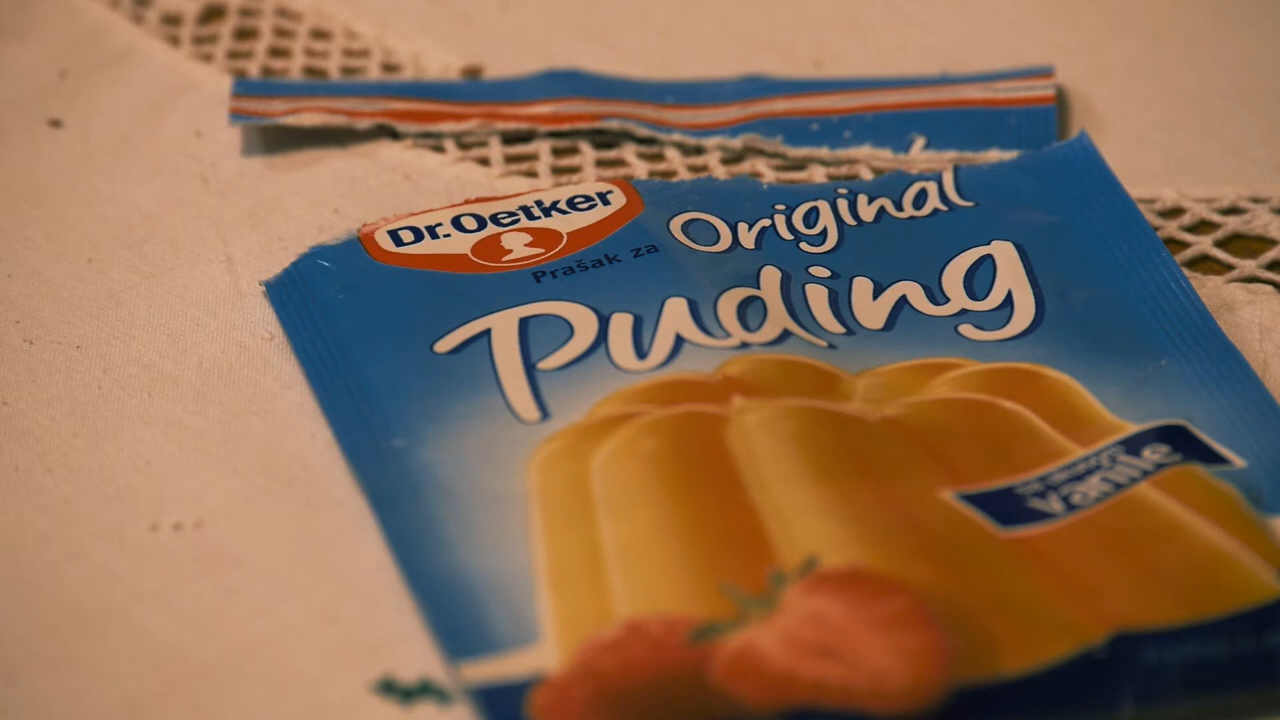 Dr.Oetker
Original
Prašak za
Puding
Vanile